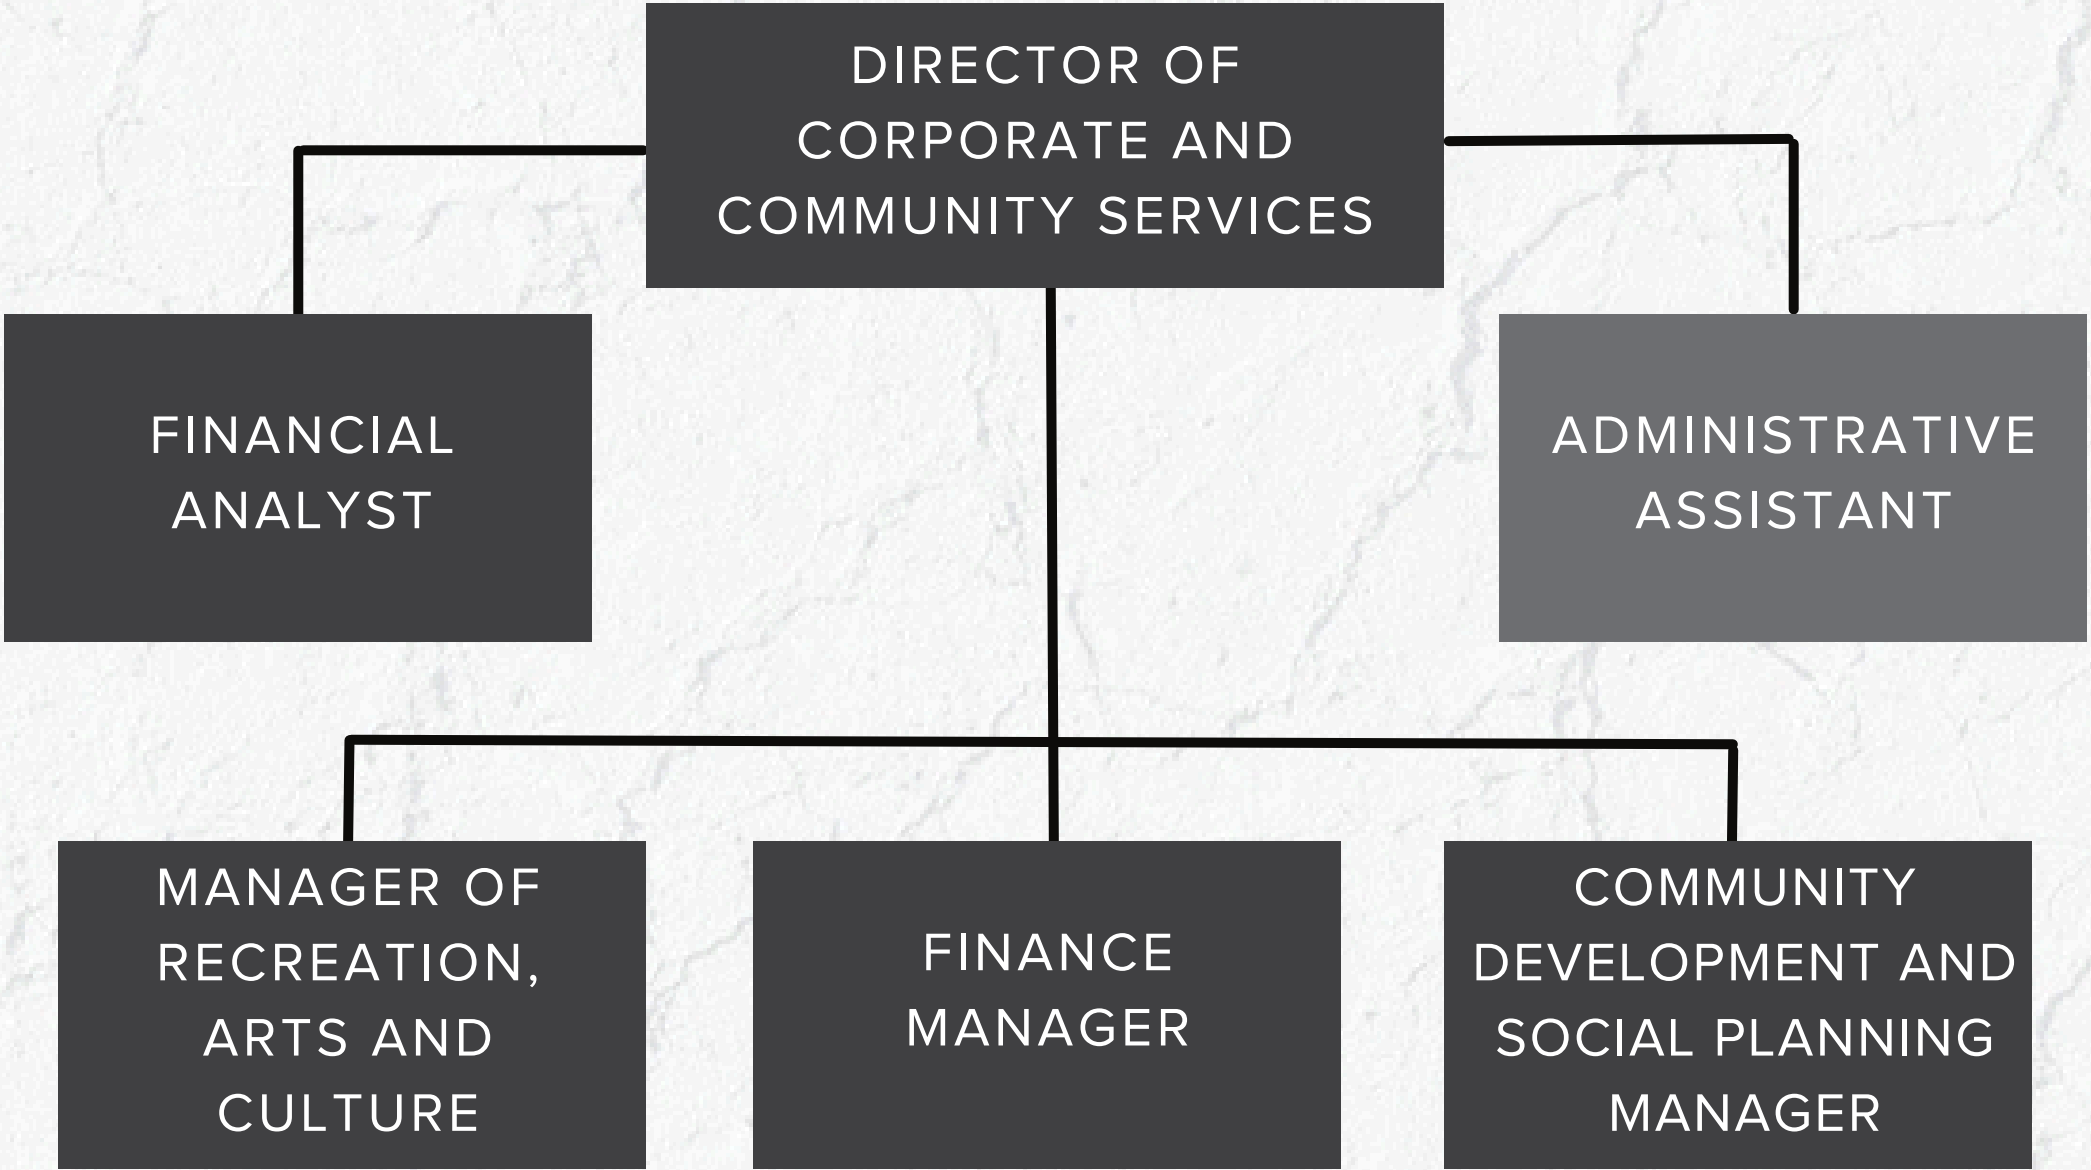 DIRECTOR OF
CORPORATE AND
COMMUNITY SERVICES
FINANCIAL
ANALYST
ADMINISTRATIVE
ASSISTANT
MANAGER OF
RECREATION,
ARTS AND
CULTURE
FINANCE
MANAGER
COMMUNITY
DEVELOPMENT AND
SOCIAL PLANNING
MANAGER